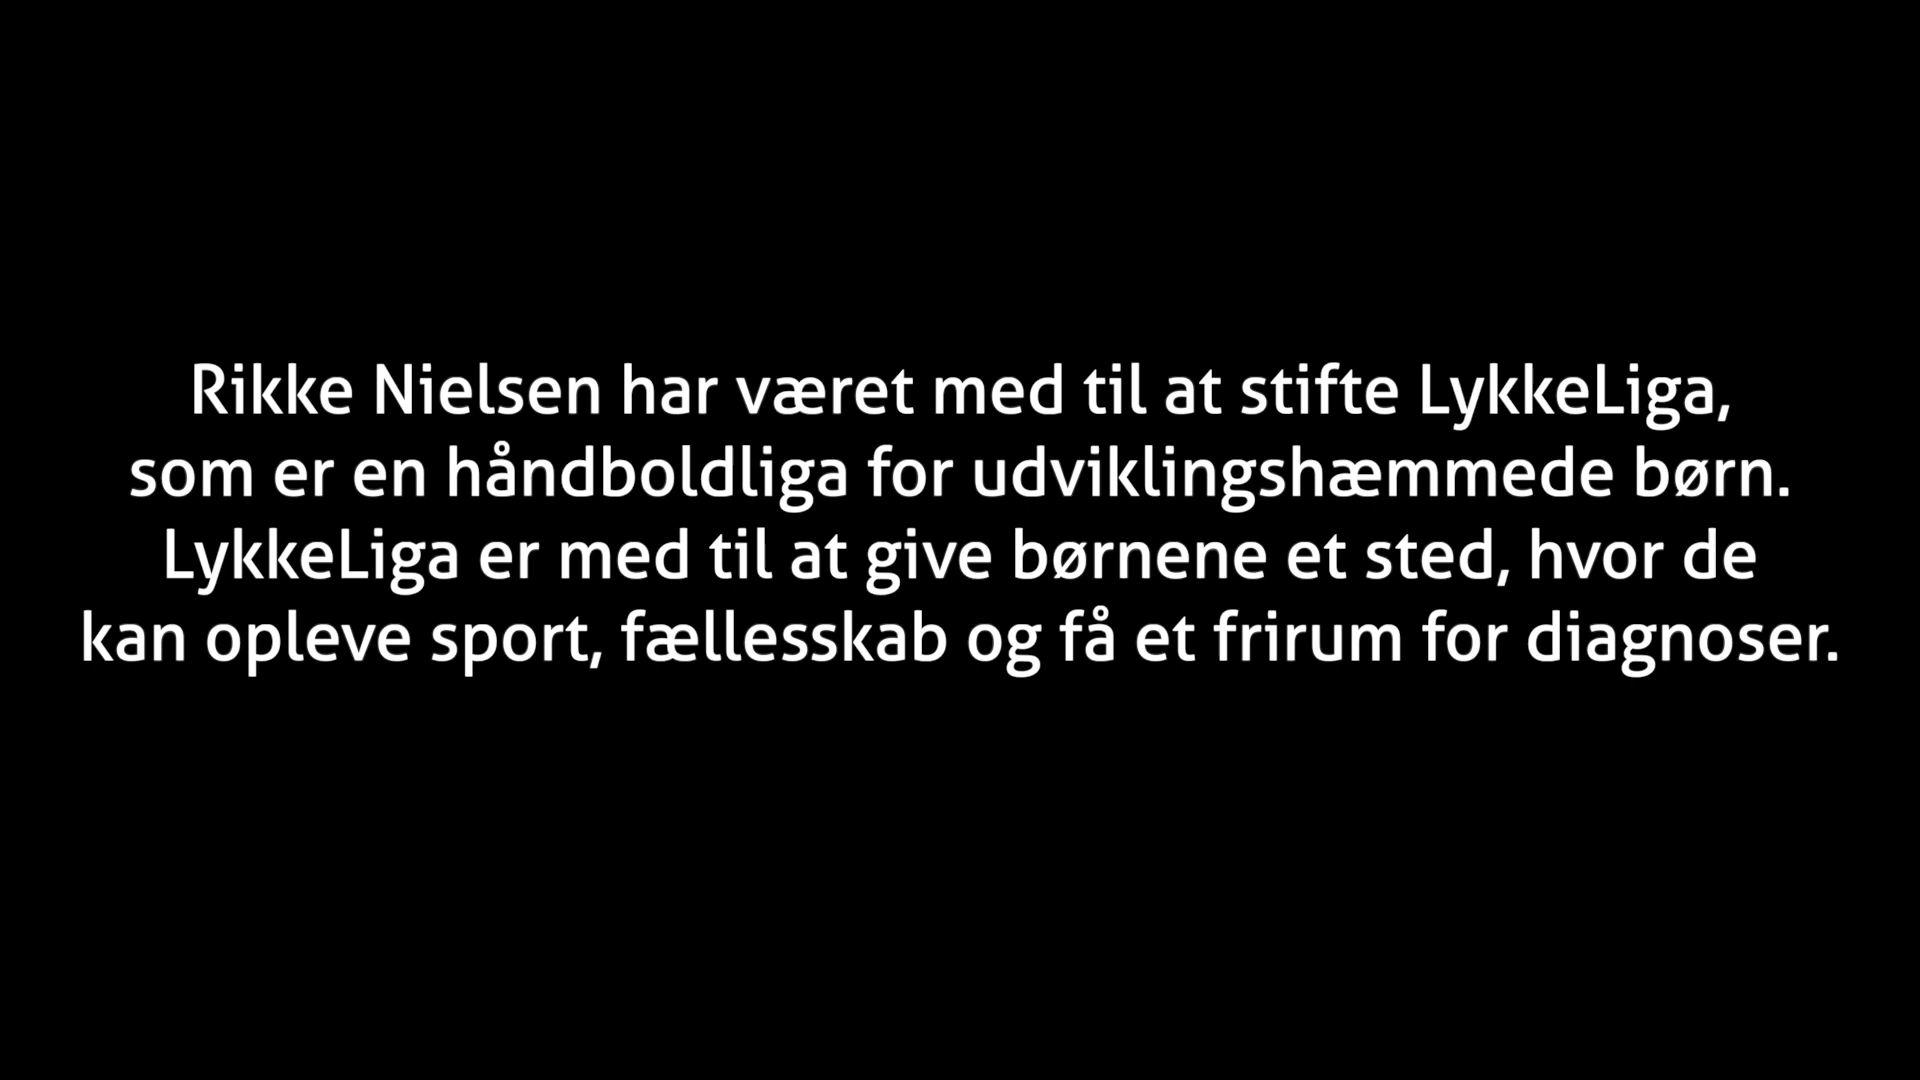 Rikke Nielsen har været med til at stifte LykkeLiga,
som er en håndboldliga for udviklingshæmmede børn.
LykkeLiga er med til at give børnene et sted, hvor de
kan opleve sport, fællesskab og få et frirum for diagnoser.